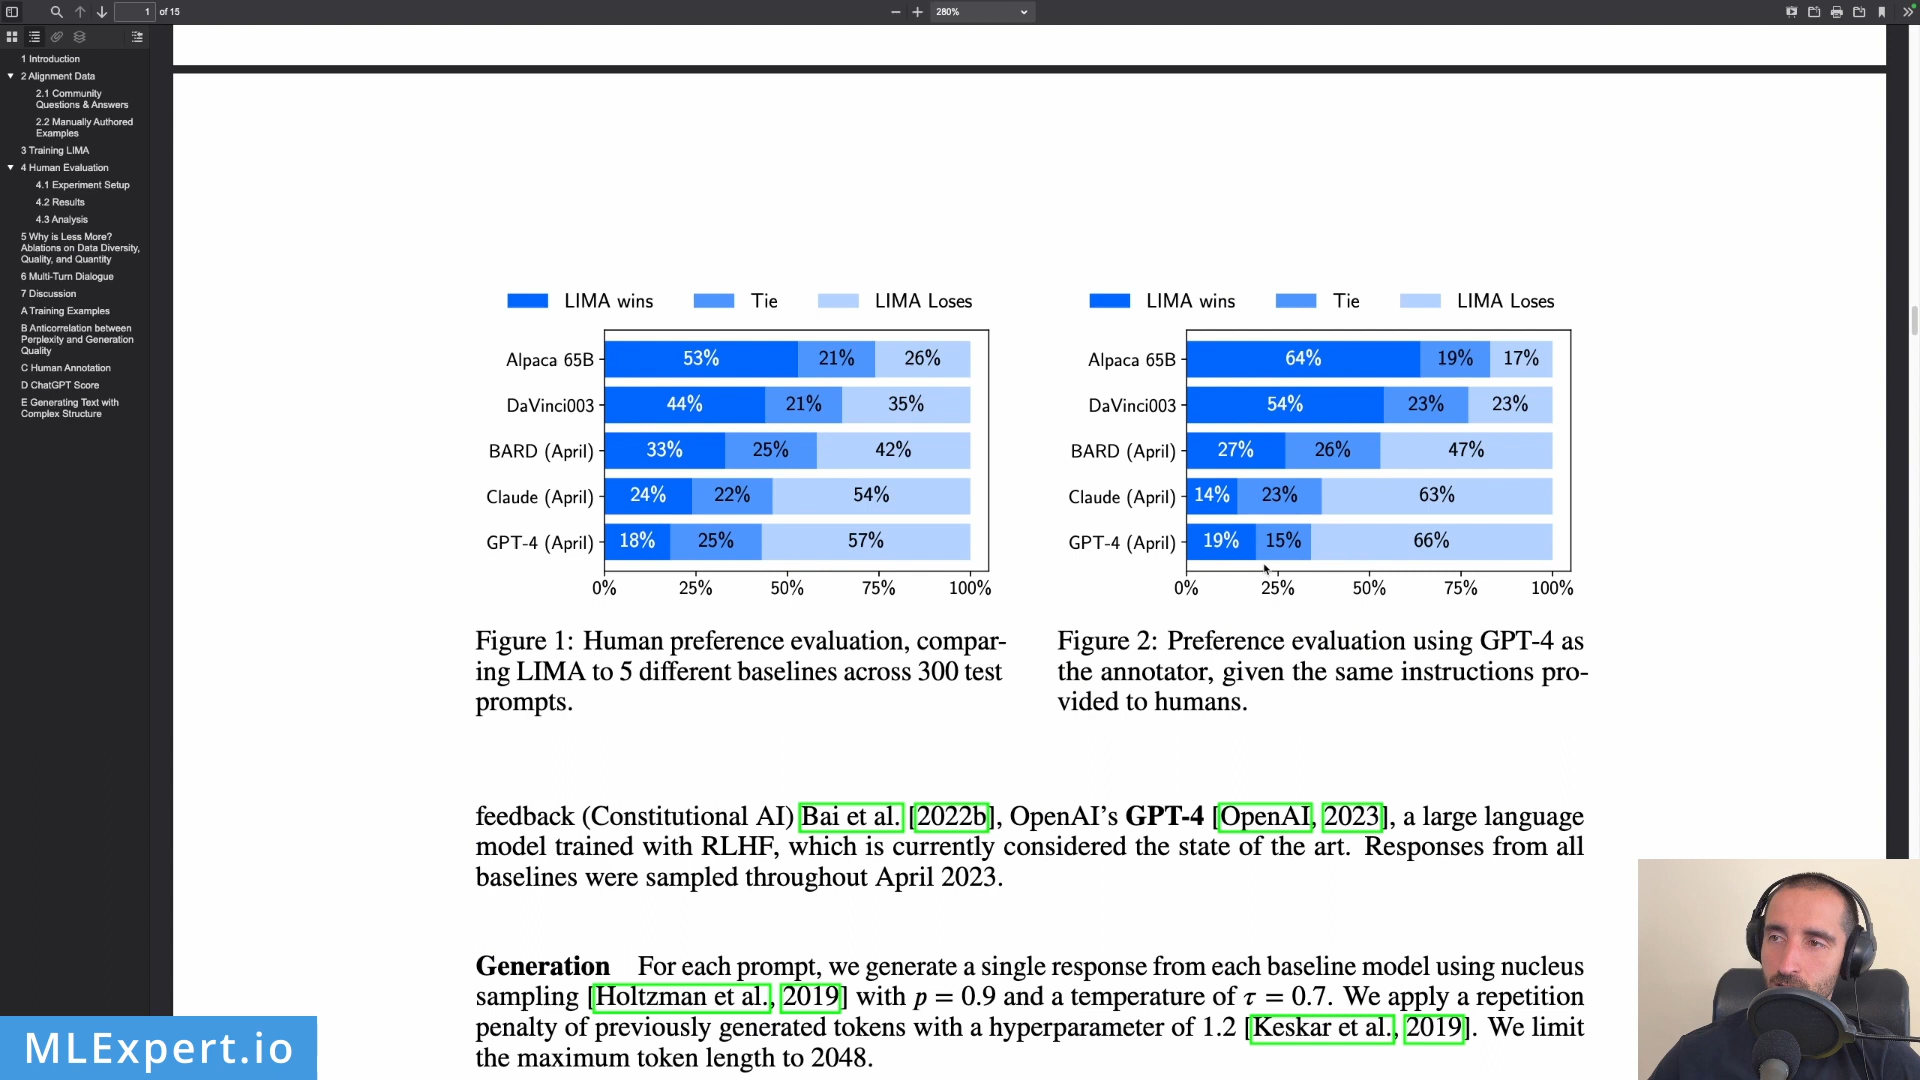 1 of 15
280%
1 Introduction
2 Alignment Data
2.1 Community
Questions & Answers
2.2 Manually Authored
Examples
3 Training LIMA
4 Human Evaluation
4.1 Experiment Setup
4.2 Results
4.3 Analysis
5 Why is Less More?
Ablations on Data Diversity,
Quality, and Quantity
6 Multi-Turn Dialogue
7 Discussion
A Training Examples
B Anticorrelation between
Perplexity and Generation
Quality
C Human Annotation
D ChatGPT Score
E Generating Text with
Complex Structure
LIMA wins Tie LIMA Loses
Alpaca 65B 53% 21% 26%
DaVinci003 44% 21% 35%
BARD (April) 33% 25% 42%
Claude (April) 24% 22% 54%
GPT-4 (April) 18% 25% 57%
0% 25% 50% 75% 100%
Figure 1: Human preference evaluation, compar-
ing LIMA to 5 different baselines across 300 test
prompts.
LIMA wins Tie LIMA Loses
Alpaca 65B 64% 19% 17%
DaVinci003 54% 23% 23%
BARD (April) 27% 26% 47%
Claude (April) 14% 23% 63%
GPT-4 (April) 19% 15% 66%
0% 25% 50% 75% 100%
Figure 2: Preference evaluation using GPT-4 as
the annotator, given the same instructions pro-
vided to humans.
feedback (Constitutional AI) Bai et al. [2022b], OpenAI's GPT-4 [OpenAI, 2023], a large language
model trained with RLHF, which is currently considered the state of the art. Responses from all
baselines were sampled throughout April 2023.
Generation For each prompt, we generate a single response from each baseline model using nucleus
sampling [Holtzman et al., 2019] with p = 0.9 and a temperature of τ = 0.7. We apply a repetition
penalty of previously generated tokens with a hyperparameter of 1.2 [Keskar et al., 2019]. We limit
the maximum token length to 2048.
MLExpert.io